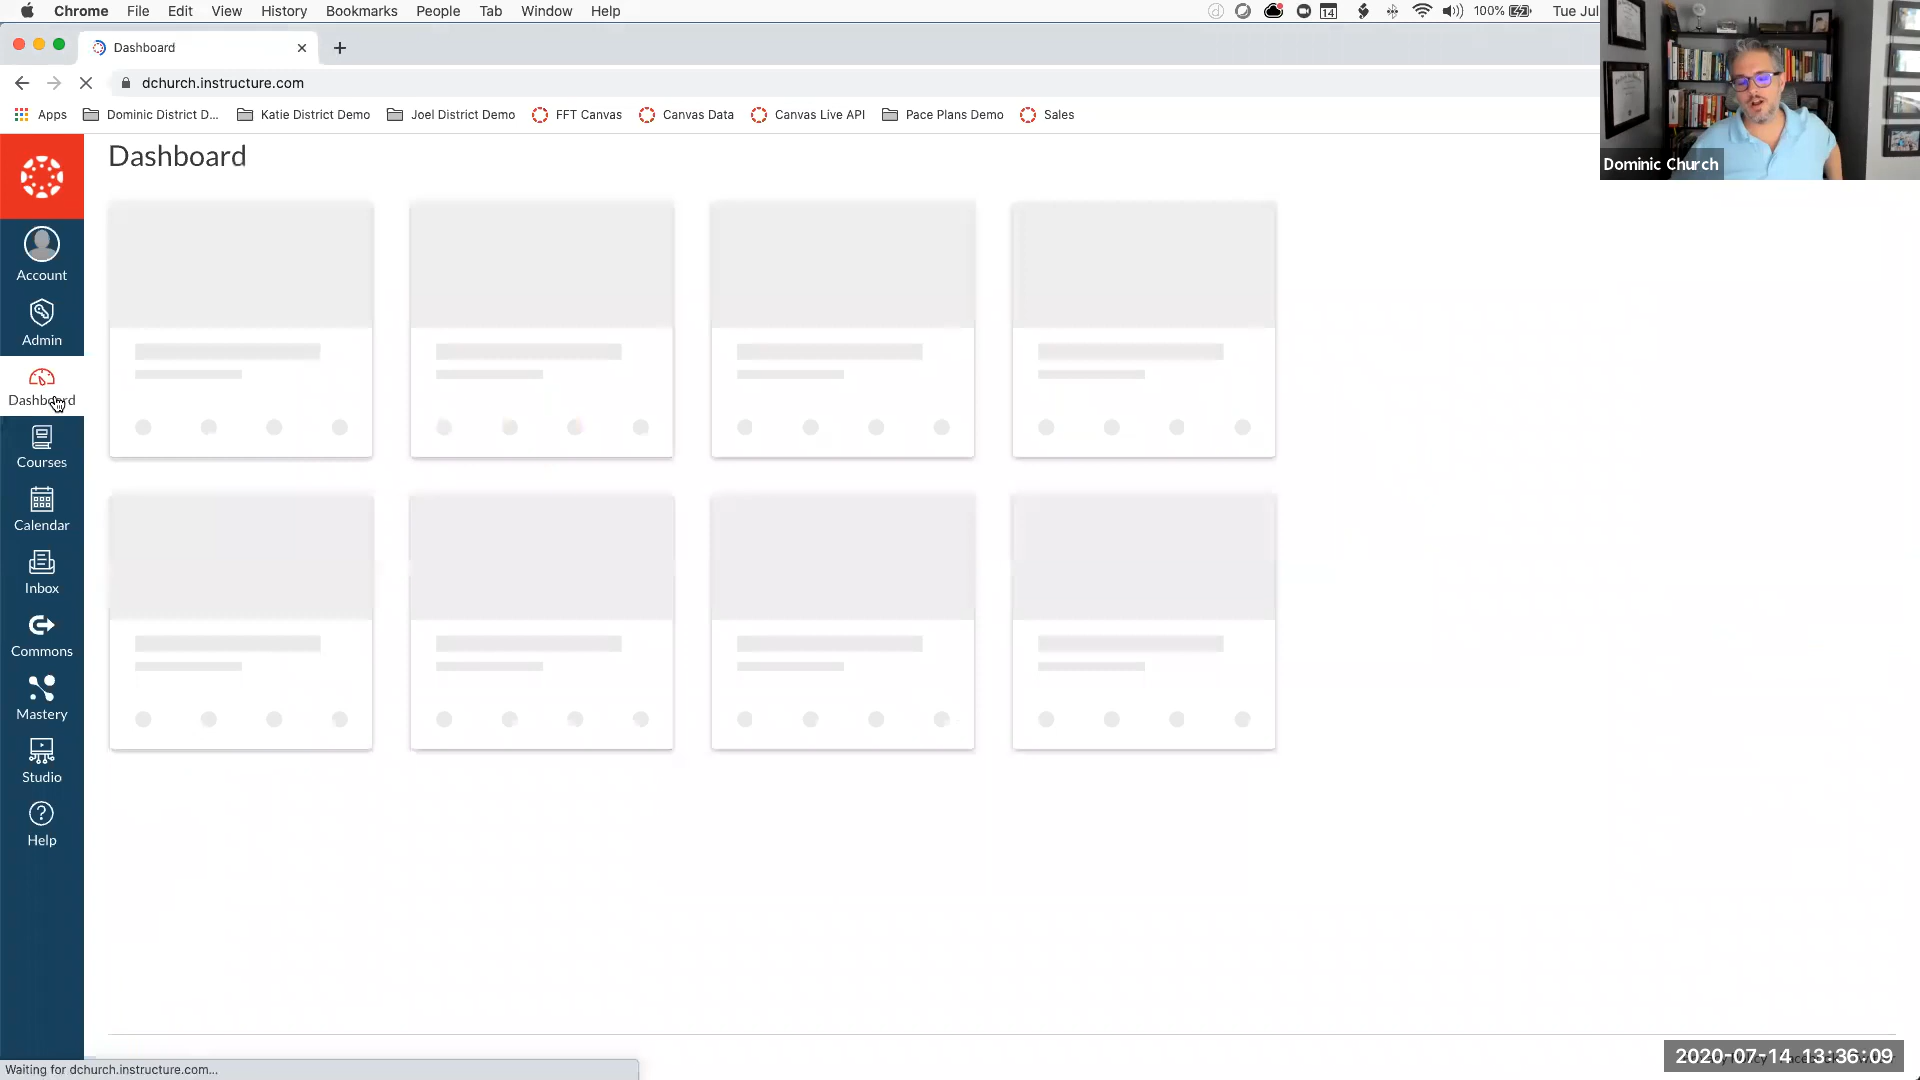 Chrome File Edit View History Bookmarks People Tab Window Help
14 100% Tue Jul
Dashboard
dchurch.instructure.com
Apps Dominic District D... Katie District Demo Joel District Demo FFT Canvas Canvas Data Canvas Live API Pace Plans Demo Sales
Dominic Church
Dashboard
Account
Admin
Dashboard
Courses
Calendar
Inbox
Commons
Mastery
Studio
Help
Waiting for dchurch.instructure.com...
2020-07-14 13:36:09